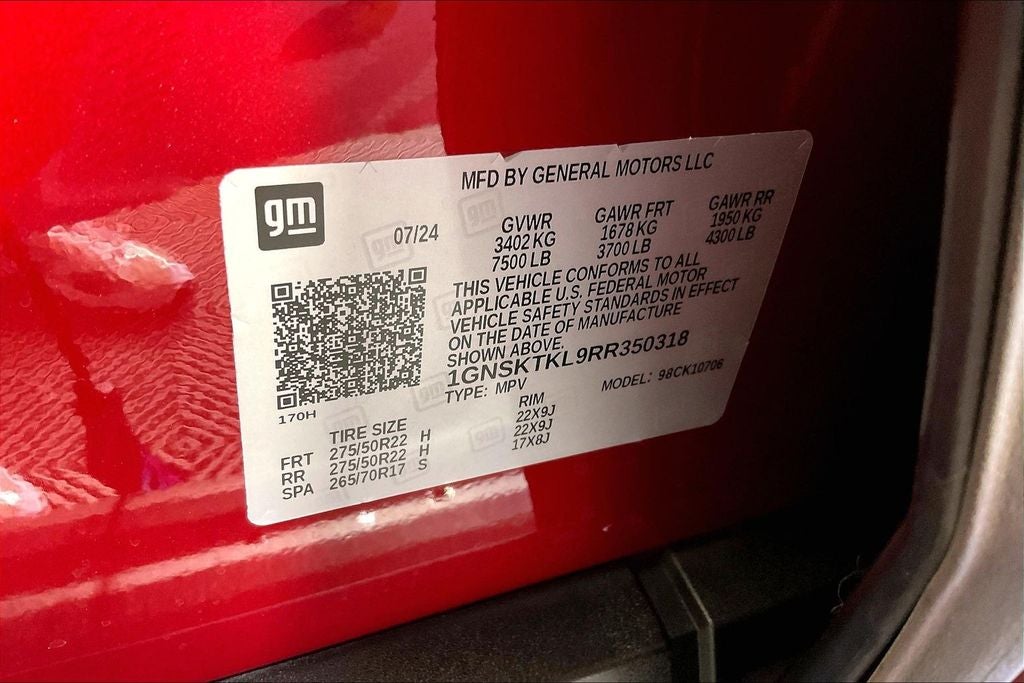 gm
MFD BY GENERAL MOTORS LLC
07/24
GVWR GAWR FRT GAWR RR
3402 KG 1678 KG 1950 KG
7500 LB 3700 LB 4300 LB
THIS VEHICLE CONFORMS TO ALL
APPLICABLE U.S. FEDERAL MOTOR
VEHICLE SAFETY STANDARDS IN EFFECT
ON THE DATE OF MANUFACTURE
SHOWN ABOVE.
1GNSKTKL9RR350318
TYPE: MPV MODEL: 98CK10706
170H
TIRE SIZE RIM
FRT 275/50R22 H 22X9J
RR 275/50R22 H 22X9J
SPA 265/70R17 S 17X8J